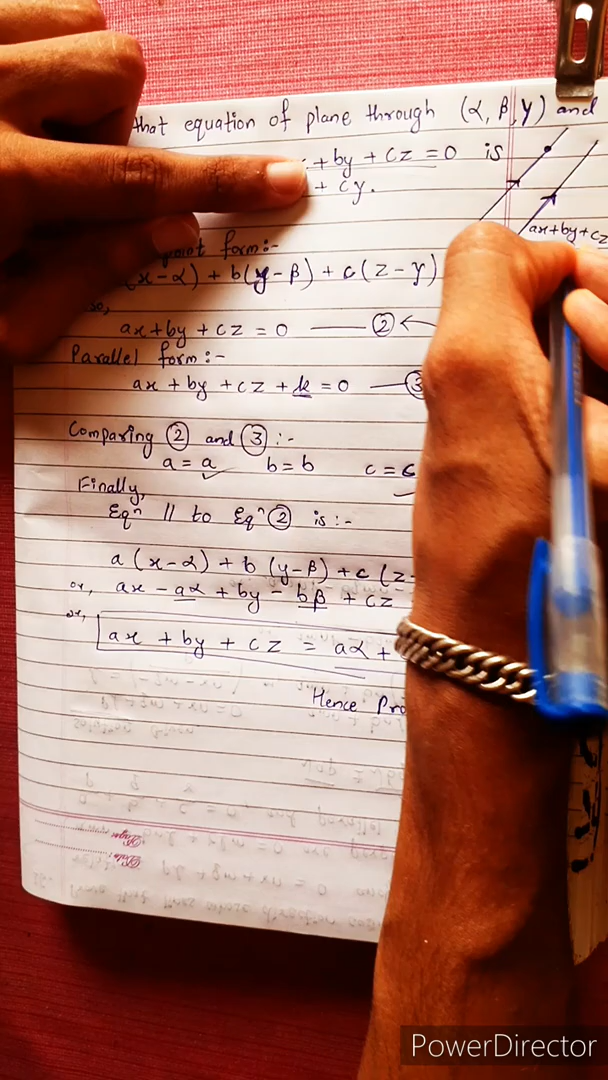 that equation of plane through (α, β, γ) and
+ by + cz = 0 is
+ cγ.
ax+by+cz
point form:-
(x-α) + b(y-β) + c(z-γ)
so,
ax+by+cz = 0 —— ②
Parallel form:-
ax + by + cz + k = 0 —③
Comparing ② and ③ :-
a = a b = b c = c
Finally,
Eqⁿ // to Eqⁿ ② is:-
a (x-α) + b (y-β) + c (z-
or, ax - aα + by - bβ + cz
or, ax + by + cz = aα +
Hence Pro
PowerDirector